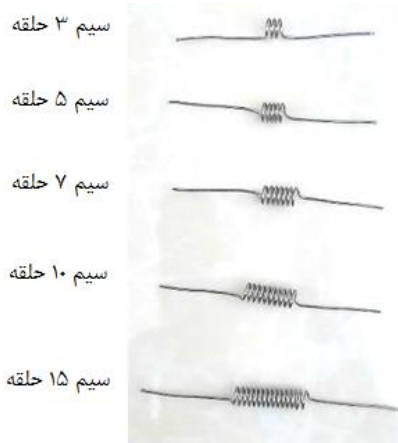 سیم ۳ حلقه
سیم ۵ حلقه
سیم ۷ حلقه
سیم ۱۰ حلقه
سیم ۱۵ حلقه